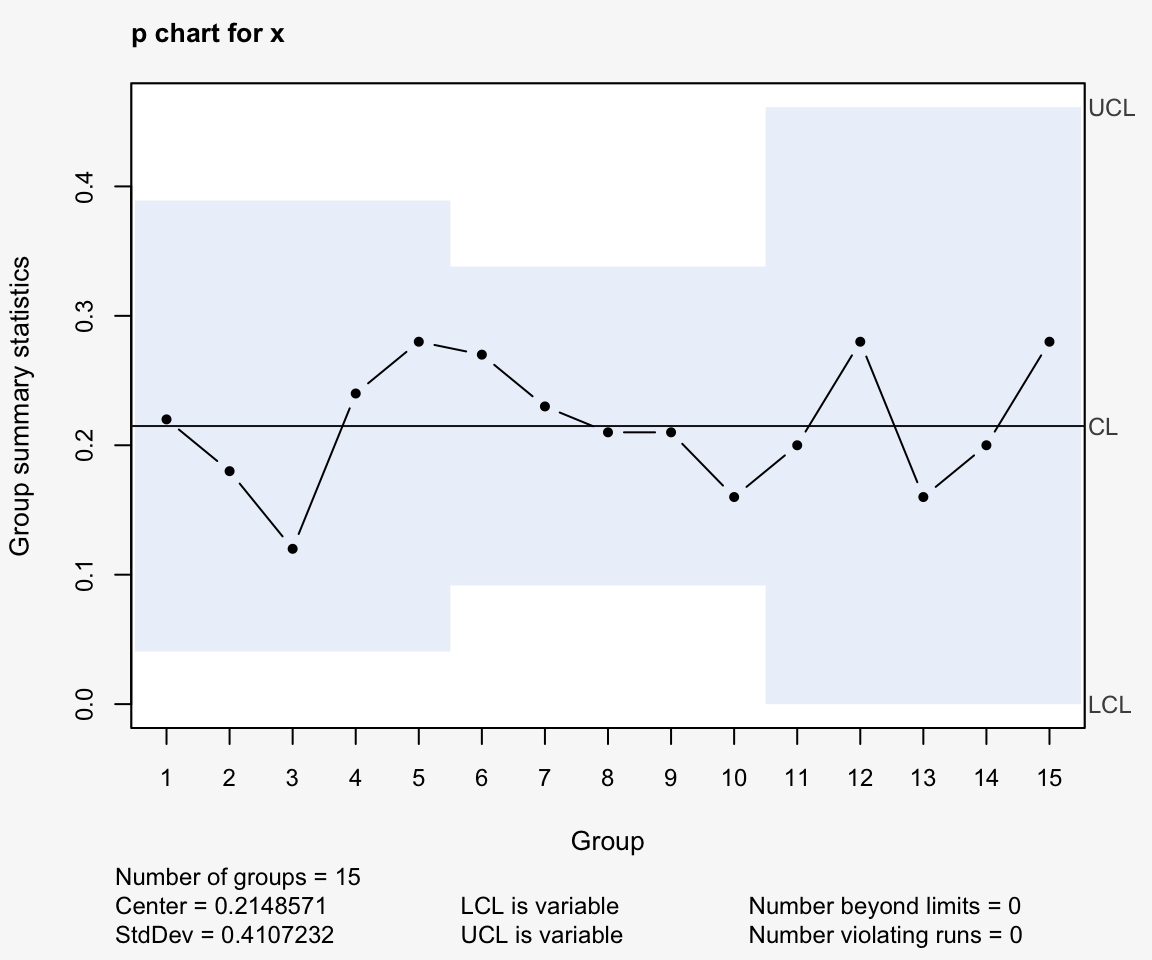 p chart for x
UCL
0.4
0.3
Group summary statistics
CL
0.2
0.1
0.0
LCL
1 2 3 4 5 6 7 8 9 10 11 12 13 14 15
Group
Number of groups = 15
Center = 0.2148571 LCL is variable Number beyond limits = 0
StdDev = 0.4107232 UCL is variable Number violating runs = 0